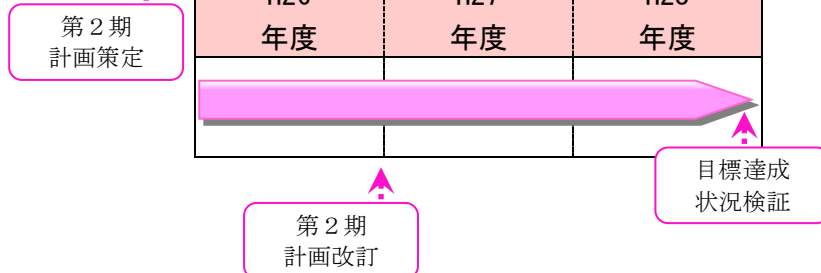 第２期
計画策定
年度
年度
年度
目標達成
状況検証
第２期
計画改訂